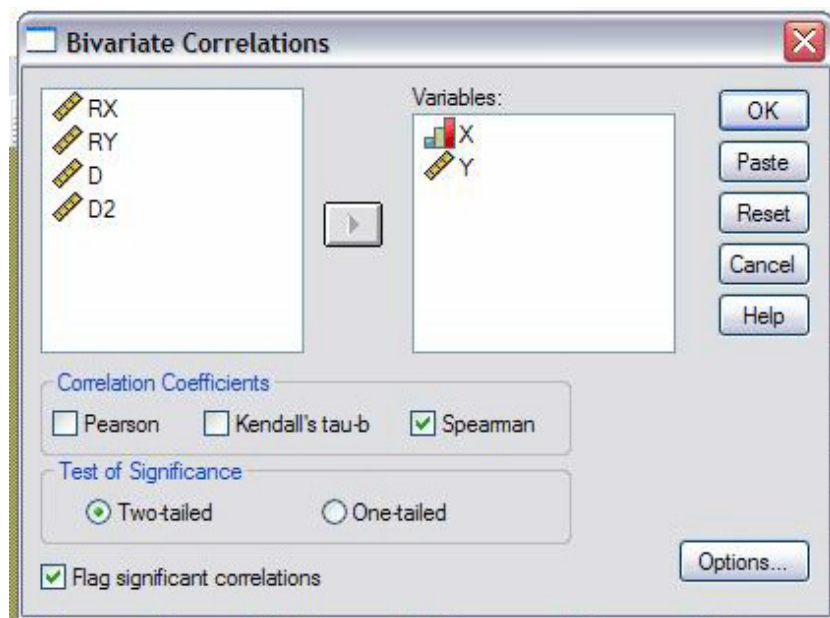 Bivariate Correlations
RX
RY
D
D2
Variables:
X
Y
OK
Paste
Reset
Cancel
Help
Correlation Coefficients
Pearson Kendall's tau-b Spearman
Test of Significance
Two-tailed One-tailed
Flag significant correlations
Options...